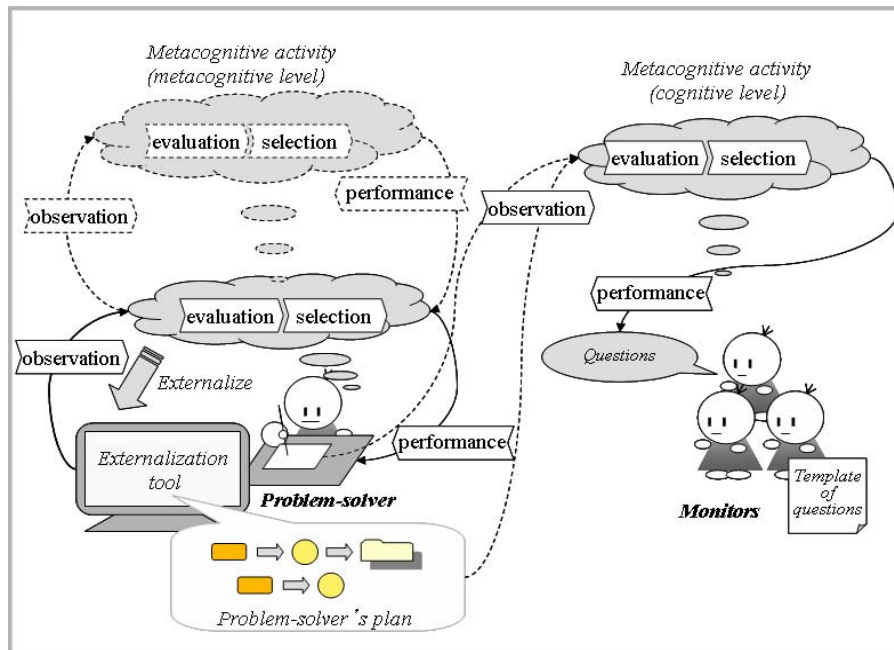 Metacognitive activity
(metacognitive level)
evaluation
selection
observation
performance
evaluation
selection
observation
Externalize
performance
Externalization
tool
Problem-solver
Problem-solver´s plan
Metacognitive activity
(cognitive level)
evaluation
selection
observation
performance
Questions
Monitors
Template
of
questions